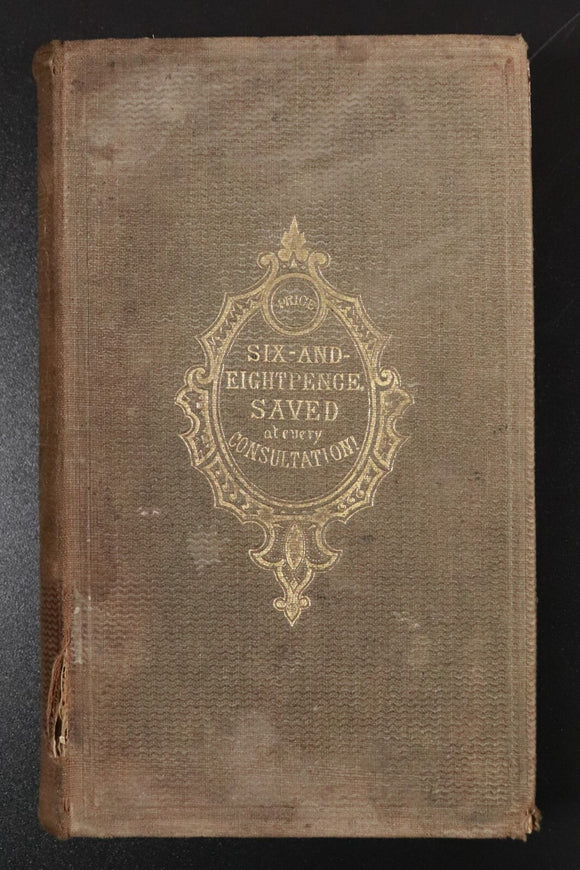 PRICE
SIX-AND-
EIGHTPENCE,
SAVED
at every
CONSULTATION!